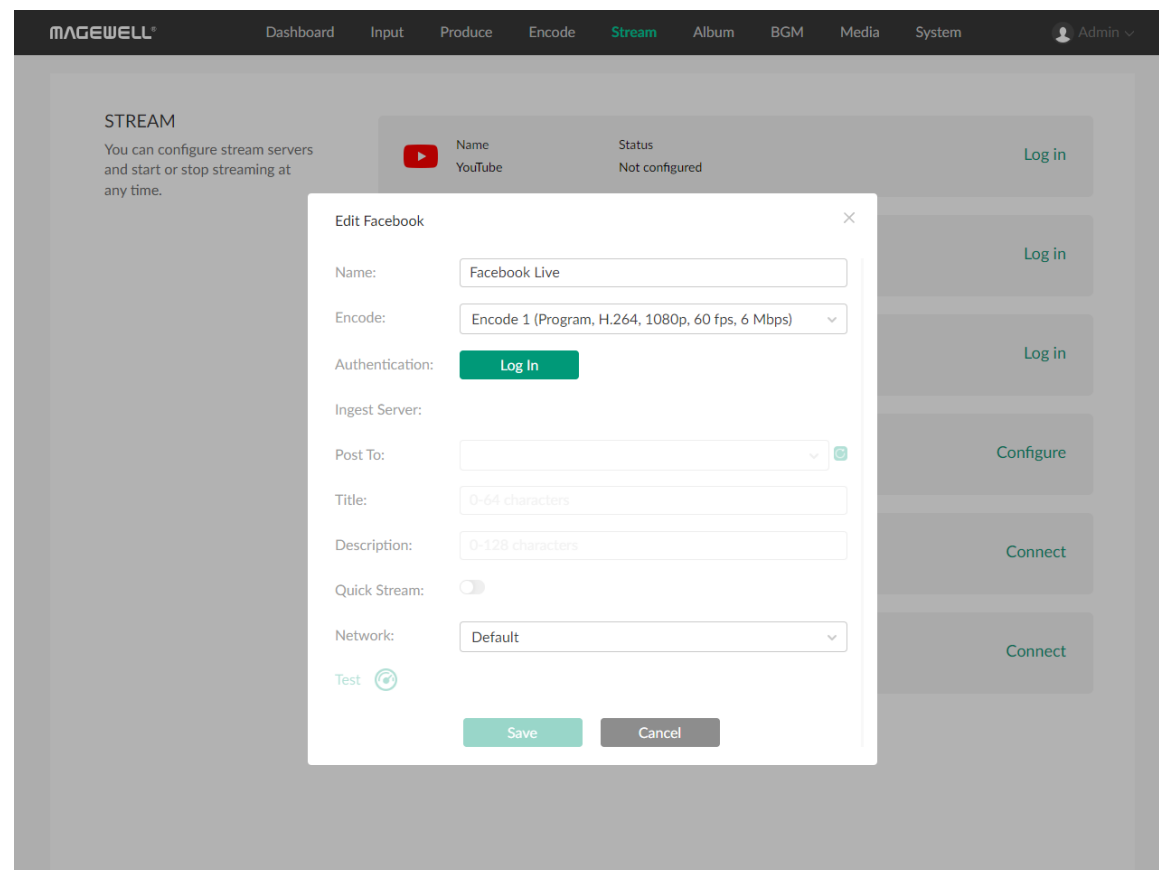 MAGEWELL®
Dashboard Input Produce Encode Stream Album BGM Media System Admin
STREAM
You can configure stream servers
and start or stop streaming at
any time.
Name Status
YouTube Not configured
Log in
Edit Facebook
Log in
Name: Facebook Live
Encode: Encode 1 (Program, H.264, 1080p, 60 fps, 6 Mbps)
Log in
Authentication: Log In
Ingest Server:
Post To:
Configure
Title: 0-64 characters
Description: 0-128 characters
Connect
Quick Stream:
Network: Default
Connect
Test
Save Cancel